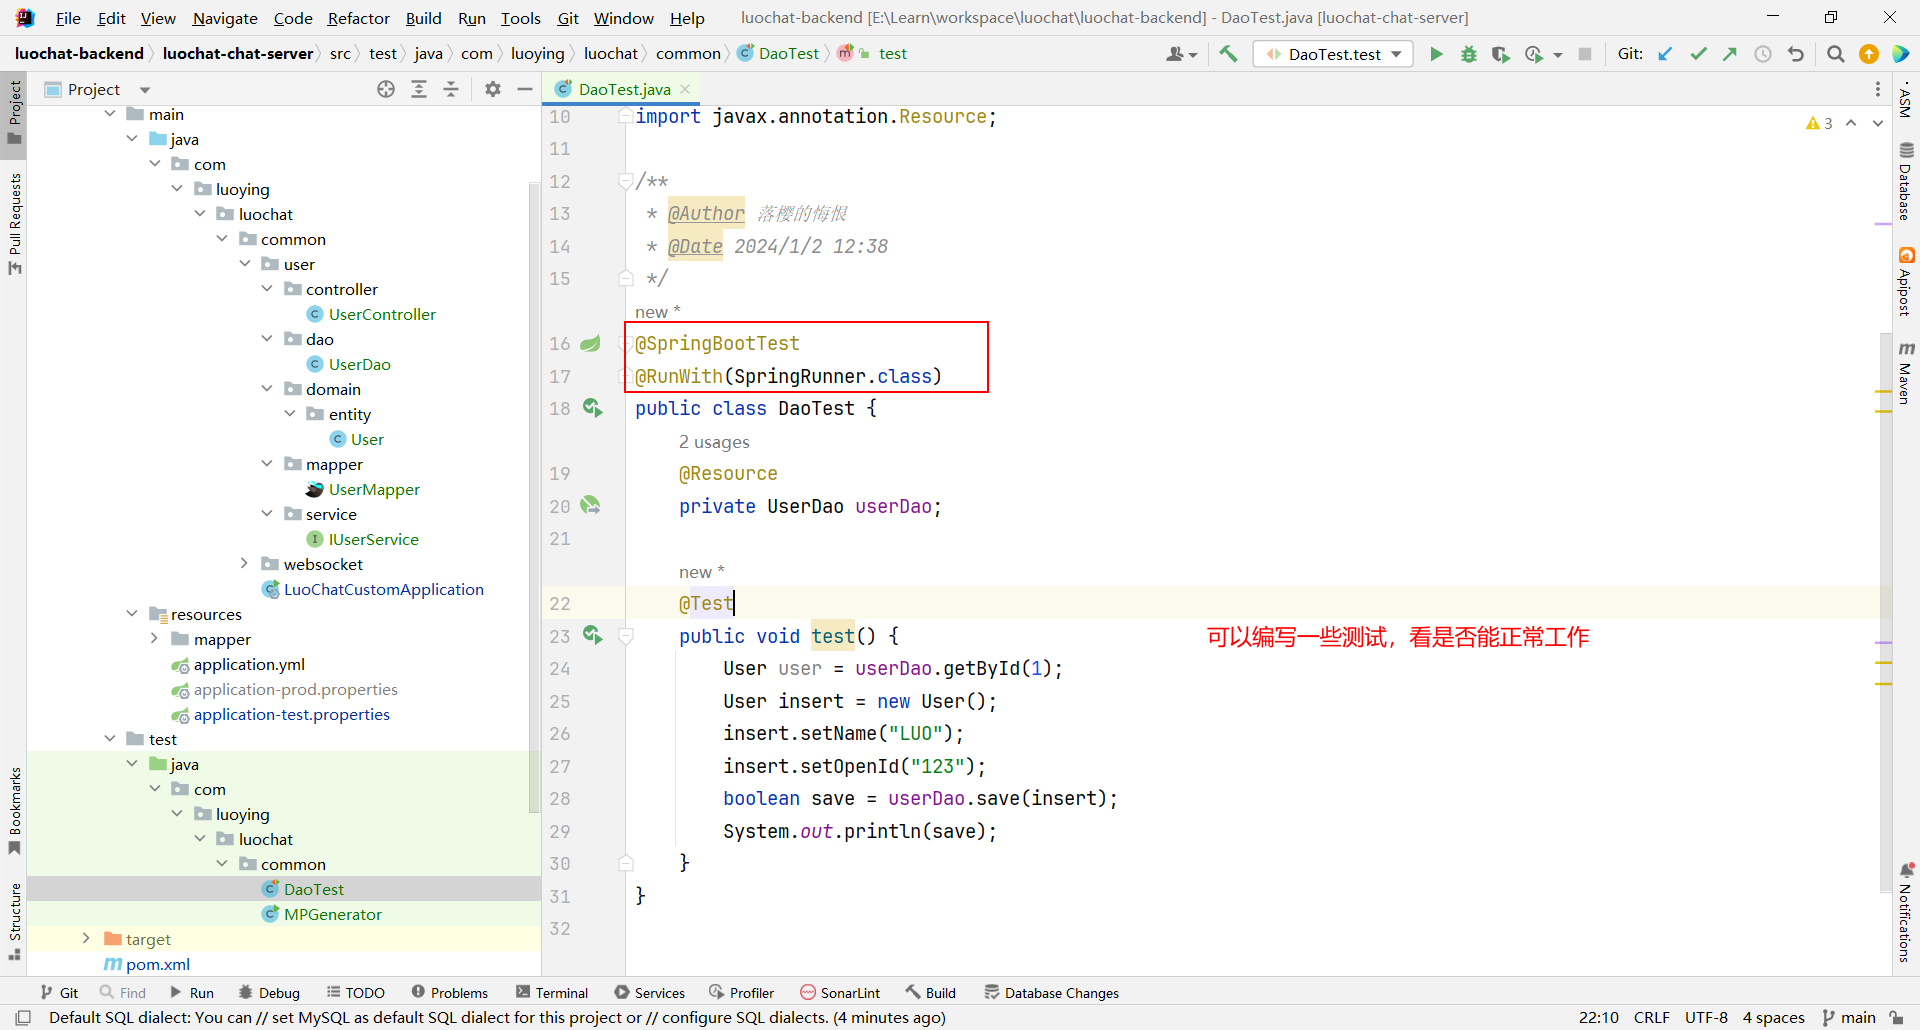 File Edit View Navigate Code Refactor Build Run Tools Git Window Help luochat-backend [E:\Learn\workspace\luochat\luochat-backend] - DaoTest.java [luochat-chat-server]
luochat-backend luochat-chat-server src test java com luoying luochat common DaoTest test DaoTest.test Git:
Project
DaoTest.java
Project
Pull Requests
Bookmarks
Structure
main
java
com
luoying
luochat
common
user
controller
UserController
dao
UserDao
domain
entity
User
mapper
UserMapper
service
IUserService
websocket
LuoChatCustomApplication
resources
mapper
application.yml
application-prod.properties
application-test.properties
test
java
com
luoying
luochat
common
DaoTest
MPGenerator
target
pom.xml
10 import javax.annotation.Resource;
3
11
12 /**
13 * @Author 落樱的悔恨
14 * @Date 2024/1/2 12:38
15 */
new *
16 @SpringBootTest
17 @RunWith(SpringRunner.class)
18 public class DaoTest {
2 usages
19 @Resource
20 private UserDao userDao;
21
new *
22 @Test
23 public void test() {
可以编写一些测试，看是否能正常工作
24 User user = userDao.getById(1);
25 User insert = new User();
26 insert.setName("LUO");
27 insert.setOpenId("123");
28 boolean save = userDao.save(insert);
29 System.out.println(save);
30 }
31 }
32
ASM
Database
Apipost
Maven
Notifications
Git Find Run Debug TODO Problems Terminal Services Profiler SonarLint Build Database Changes
Default SQL dialect: You can // set MySQL as default SQL dialect for this project or // configure SQL dialects. (4 minutes ago) 22:10 CRLF UTF-8 4 spaces main